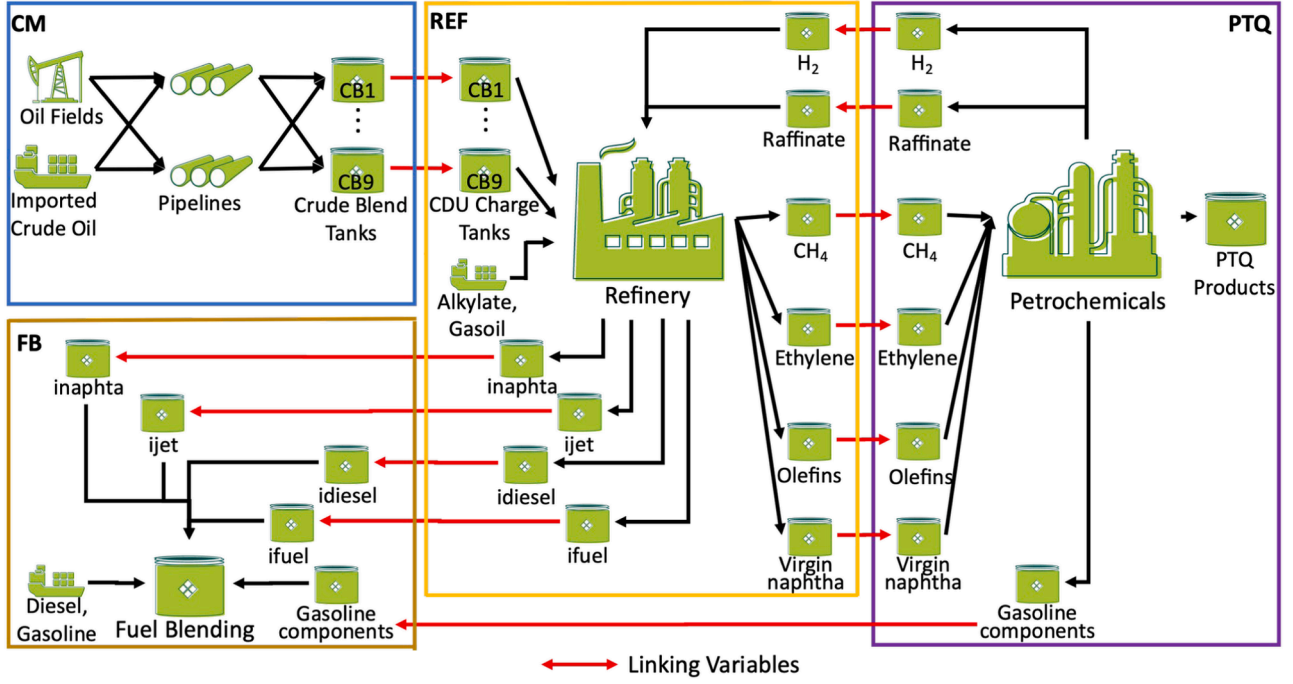 CM
Oil Fields
Imported
Crude Oil
Pipelines
CB1
CB9
Crude Blend
Tanks
REF
CB1
CB9
CDU Charge
Tanks
Alkylate,
Gasoil
Refinery
H2
Raffinate
CH4
Ethylene
Olefins
Virgin
naphtha
inaphta
ijet
idiesel
ifuel
PTQ
H2
Raffinate
CH4
Ethylene
Olefins
Virgin
naphtha
Petrochemicals
PTQ
Products
Gasoline
components
FB
inaphta
ijet
idiesel
ifuel
Diesel,
Gasoline
Fuel Blending
Gasoline
components
Linking Variables